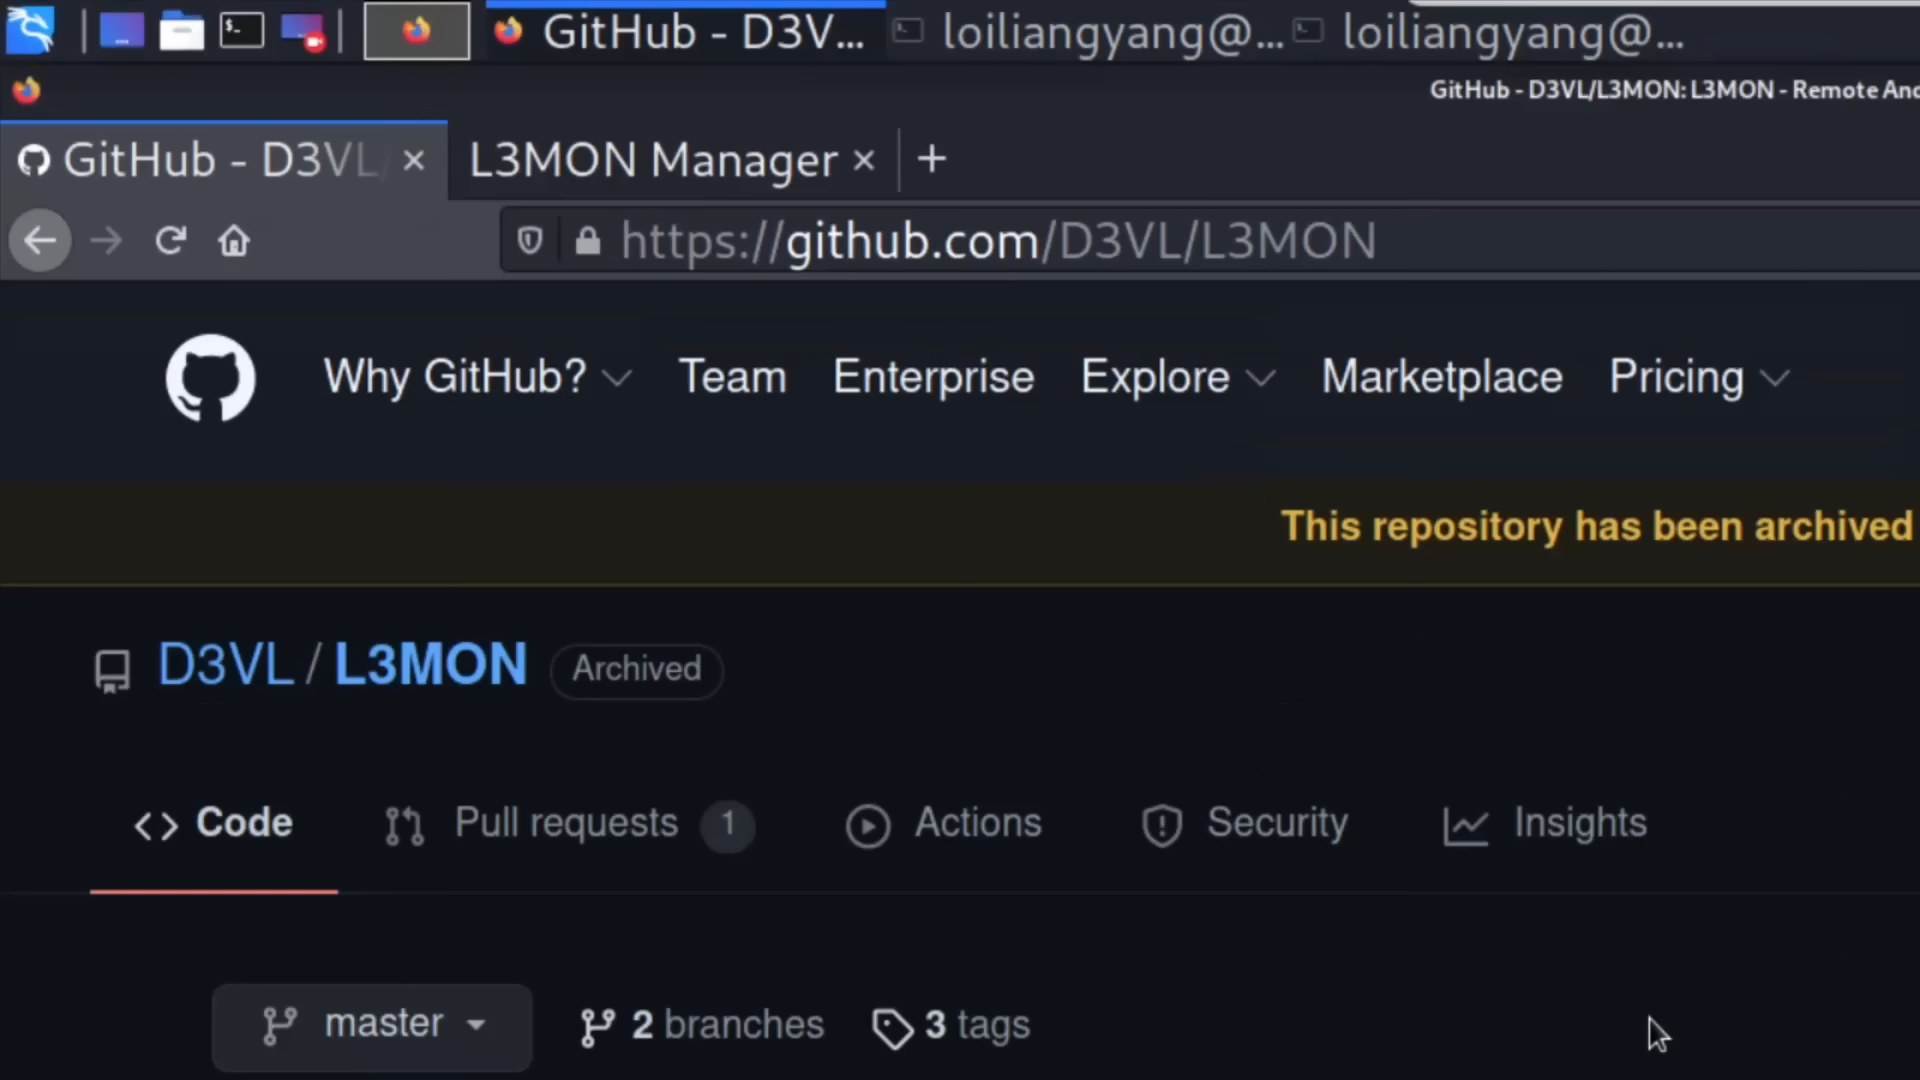 GitHub - D3V...
loiliangyang@...
loiliangyang@...
GitHub - D3VL/L3MON: L3MON - Remote And
GitHub - D3VL/
L3MON Manager
https://github.com/D3VL/L3MON
Why GitHub?
Team
Enterprise
Explore
Marketplace
Pricing
This repository has been archived
D3VL / L3MON
Archived
Code
Pull requests 1
Actions
Security
Insights
master
2 branches
3 tags